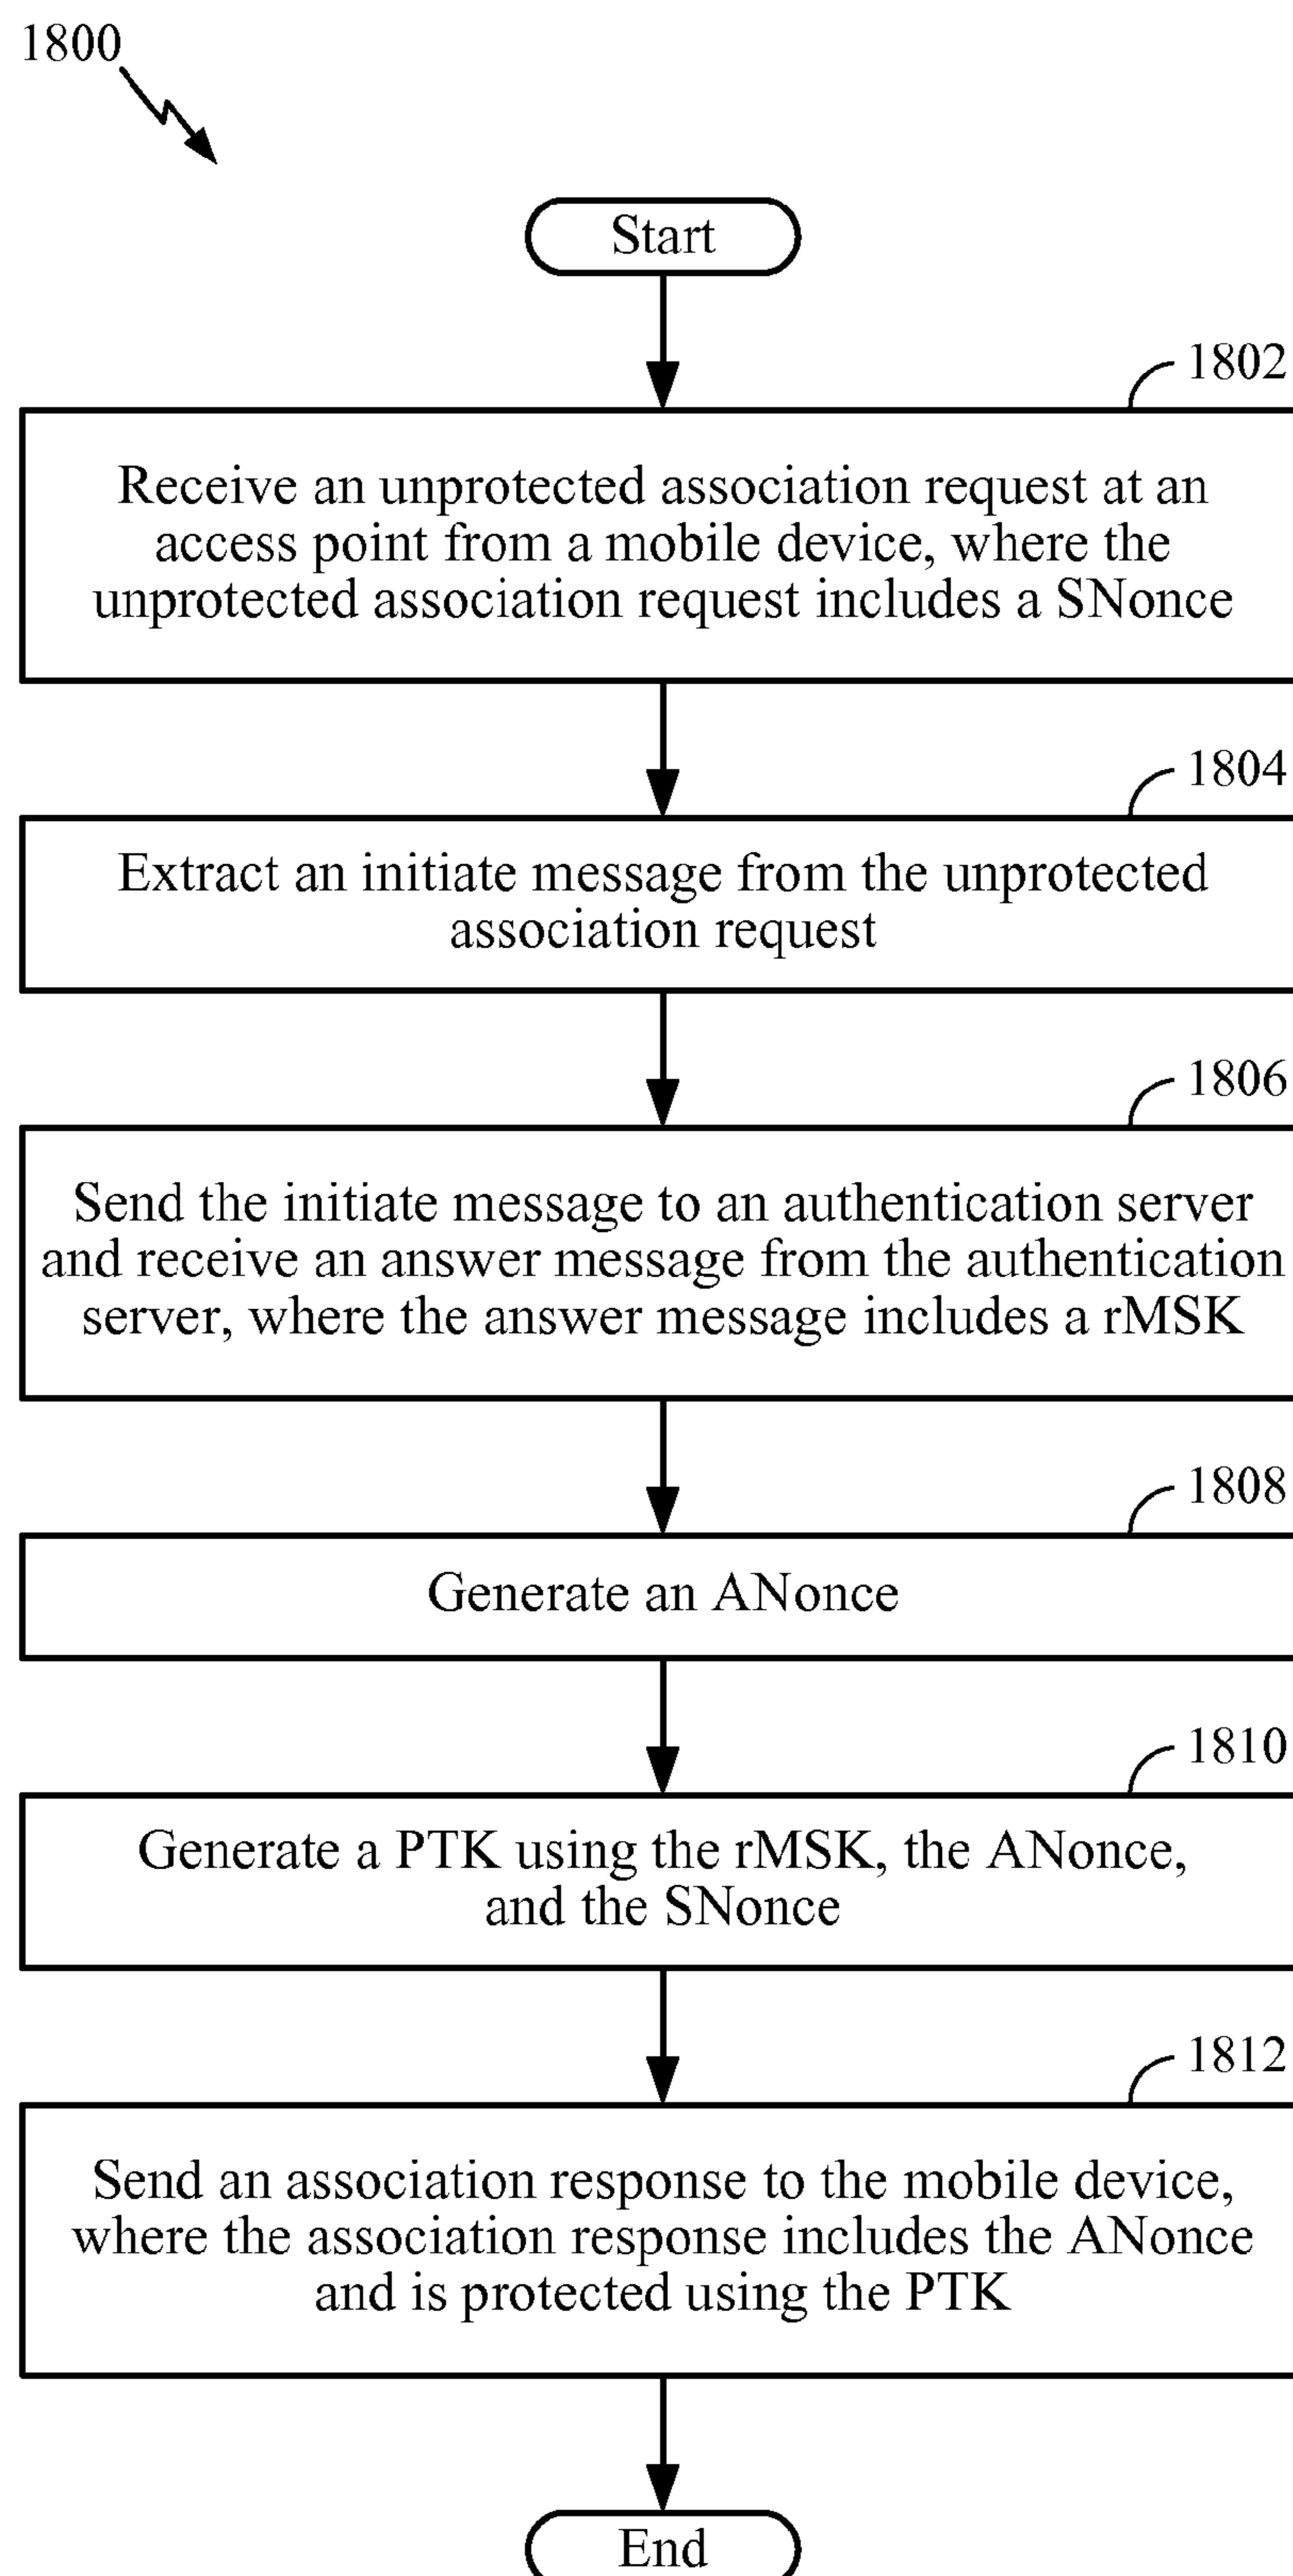 1800
Start
1802
Receive an unprotected association request at an
access point from a mobile device, where the
unprotected association request includes a SNonce
1804
Extract an initiate message from the unprotected
association request
1806
Send the initiate message to an authentication server
and receive an answer message from the authentication
server, where the answer message includes a rMSK
1808
Generate an ANonce
1810
Generate a PTK using the rMSK, the ANonce,
and the SNonce
1812
Send an association response to the mobile device,
where the association response includes the ANonce
and is protected using the PTK
End